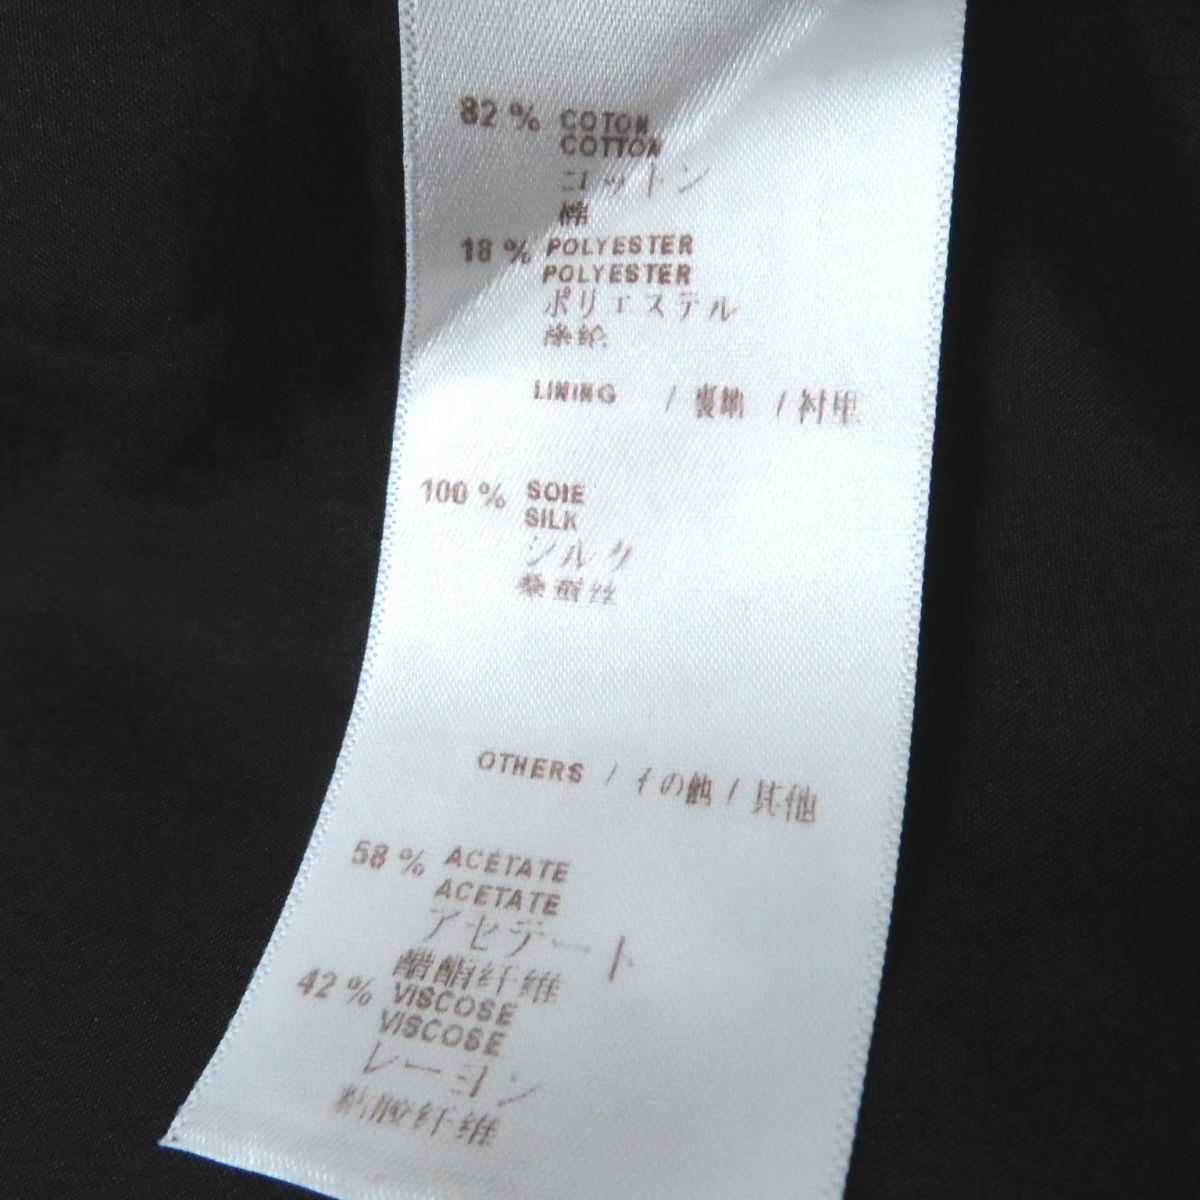 82 % COTON
COTTON
コットン
棉
18 % POLYESTER
POLYESTER
ポリエステル
涤纶
LINING / 裏地 / 衬里
100 % SOIE
SILK
シルク
桑蚕丝
OTHERS / その他 / 其他
58 % ACÉTATE
ACETATE
アセテート
醋酯纤维
42 % VISCOSE
VISCOSE
レーヨン
粘胶纤维